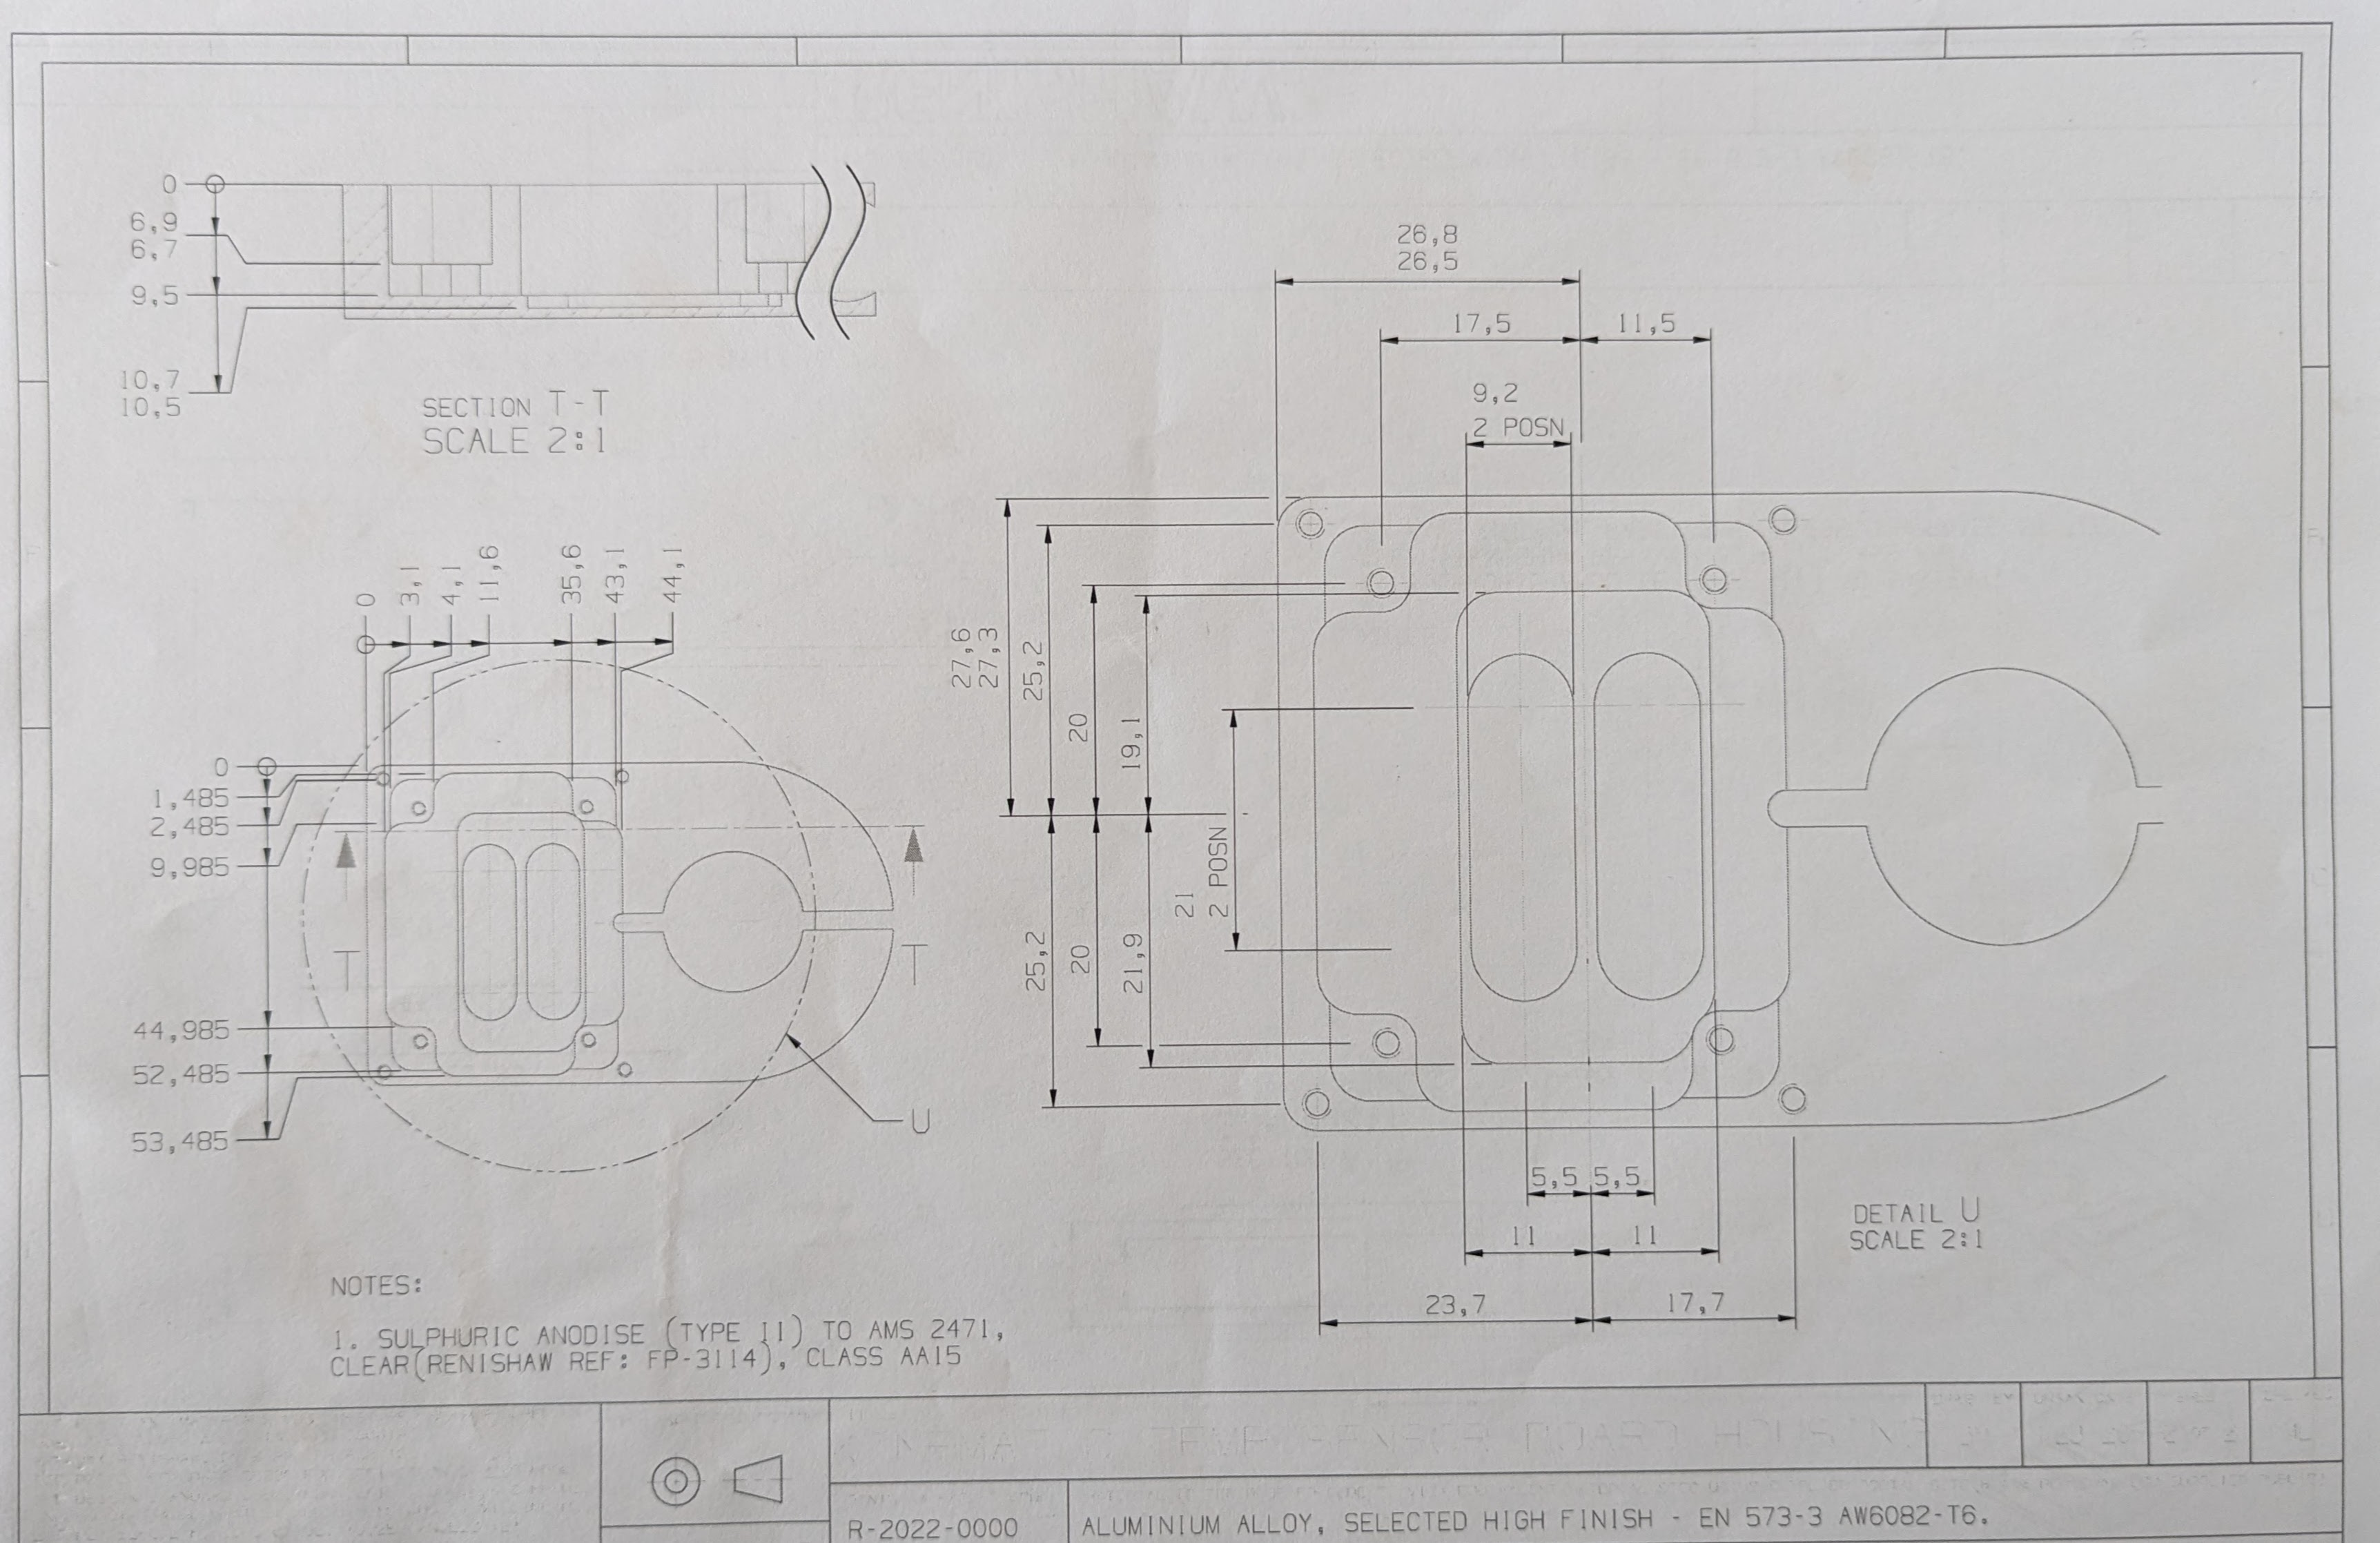 0
6,9
6,7
9,5
10,7
10,5
SECTION T-T
SCALE 2:1
0
3,1
4,1
11,6
35,6
43,1
44,1
0
1,485
2,485
9,985
44,985
52,485
53,485
T
T
U
26,8
26,5
17,5
11,5
9,2
2 POSN
27,6
27,3
25,2
20
19,1
21
2 POSN
25,2
20
21,9
5,5
5,5
11
11
23,7
17,7
DETAIL U
SCALE 2:1
NOTES:
1. SULPHURIC ANODISE (TYPE II) TO AMS 2471,
CLEAR(RENISHAW REF: FP-3114), CLASS AA15
BOARD
R-2022-0000
ALUMINIUM ALLOY, SELECTED HIGH FINISH - EN 573-3 AW6082-T6.